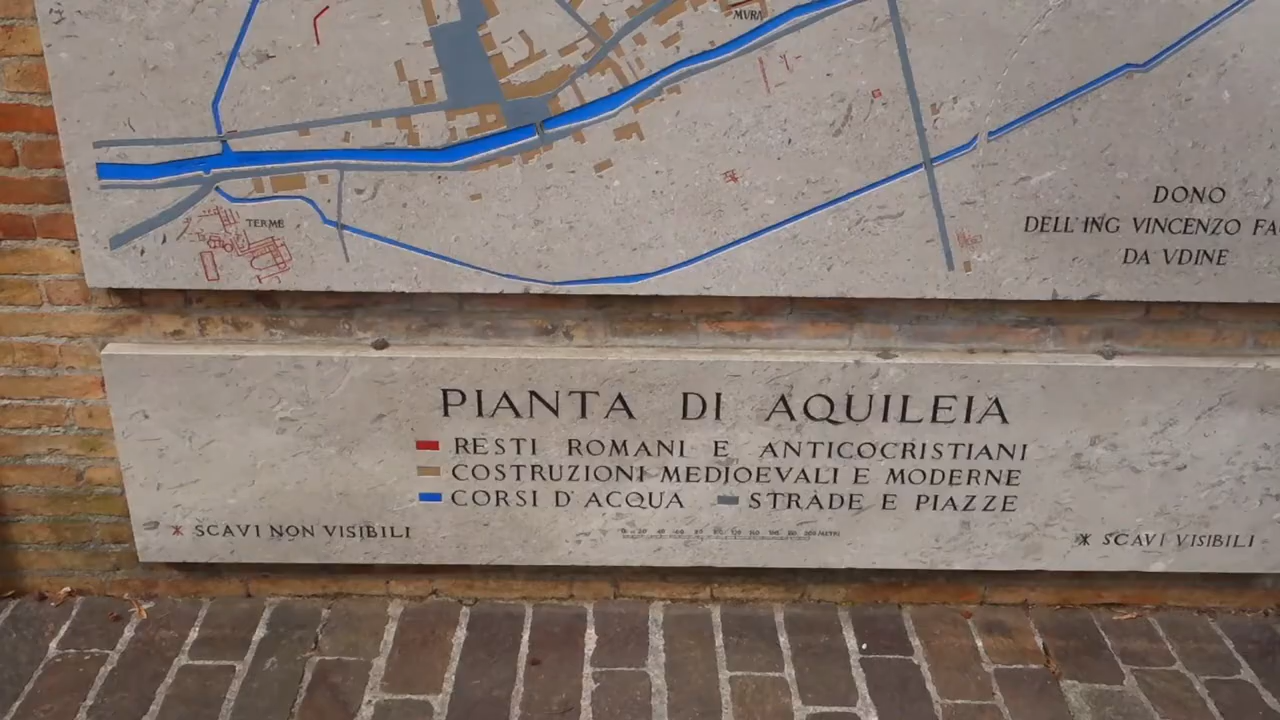 MVRA
TERME
DONO
DELL'ING VINCENZO
DA VDINE
PIANTA DI AQUILEIA
RESTI ROMANI E ANTICOCRISTIANI
COSTRUZIONI MEDIOEVALI E MODERNE
CORSI D'ACQUA STRADE E PIAZZE
SCAVI NON VISIBILI
SCAVI VISIBILI